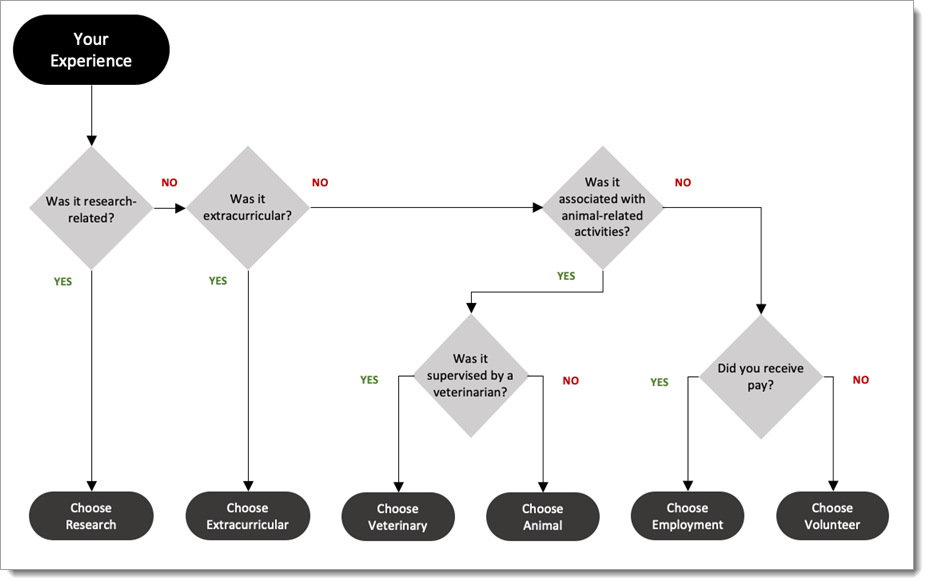 Your
Experience
Was it research-
related?
NO
Was it
extracurricular?
NO
Was it
associated with
animal-related
activities?
NO
YES
YES
YES
Was it
supervised by a
veterinarian?
YES
NO
Did you receive
pay?
YES
NO
Choose
Research
Choose
Extracurricular
Choose
Veterinary
Choose
Animal
Choose
Employment
Choose
Volunteer